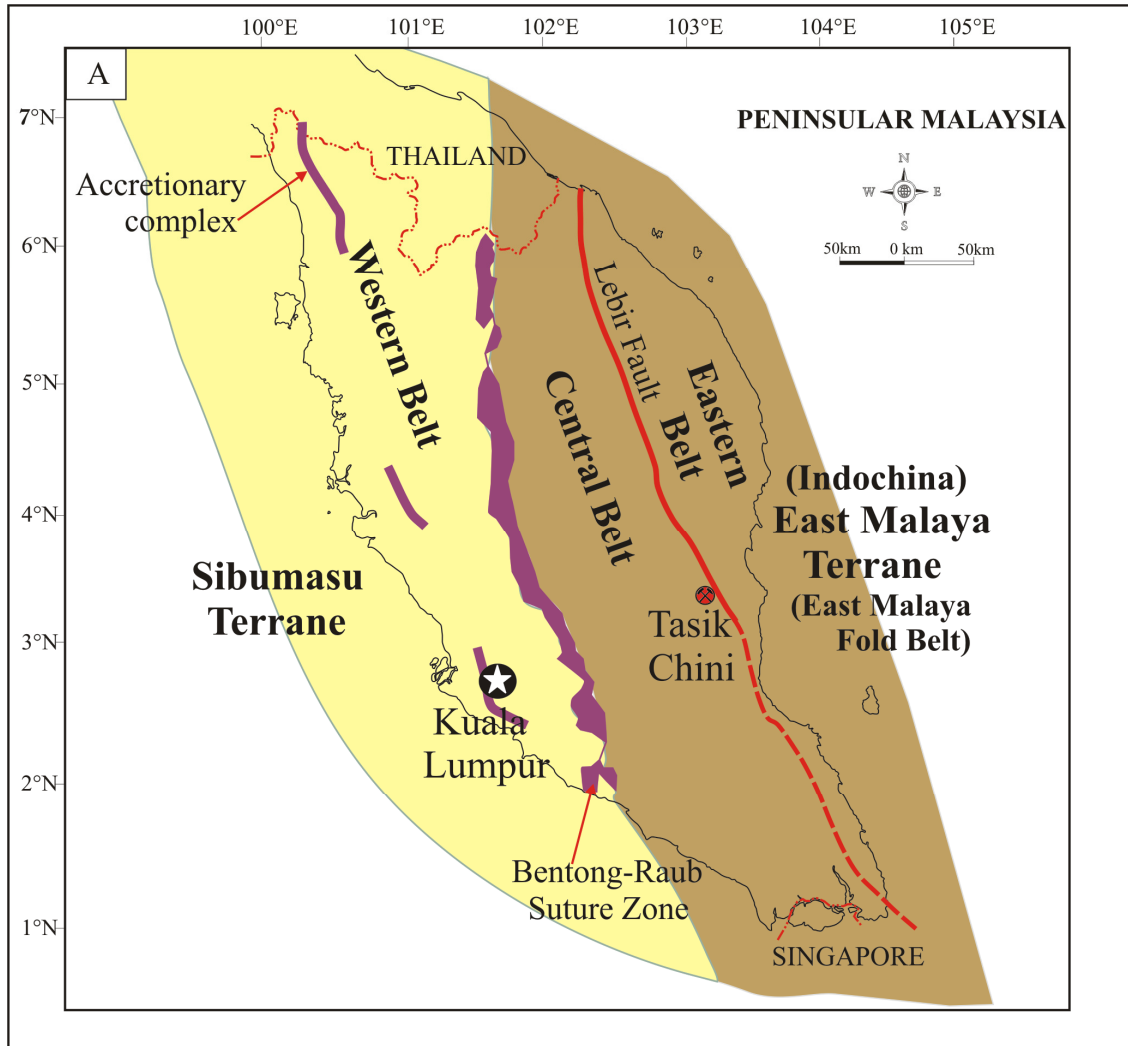 100°E 101°E 102°E 103°E 104°E 105°E
A
7°N
6°N
5°N
4°N
3°N
2°N
1°N
PENINSULAR MALAYSIA
N
W E
S
50km 0 km 50km
THAILAND
Accretionary
complex
Western Belt
Lebir Fault
Eastern
Belt
Central Belt
(Indochina)
East Malaya
Terrane
(East Malaya
Fold Belt)
Sibumasu
Terrane
Tasik
Chini
Kuala
Lumpur
Bentong-Raub
Suture Zone
SINGAPORE